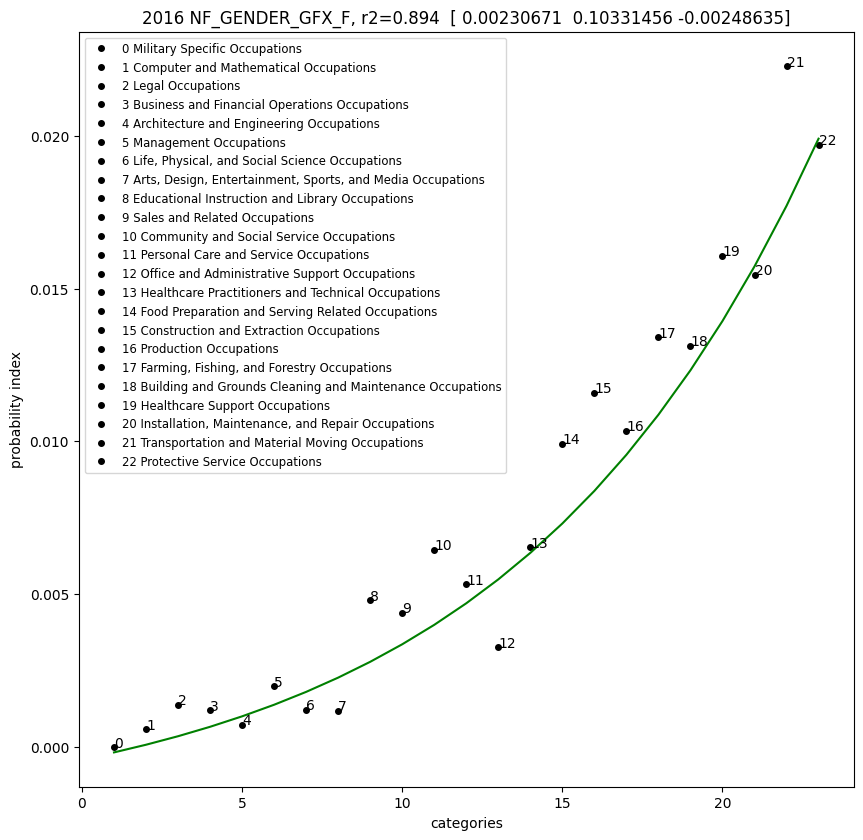 2016 NF_GENDER_GFX_F, r2=0.894  [ 0.00230671  0.10331456 -0.00248635]
0 Military Specific Occupations
1 Computer and Mathematical Occupations
2 Legal Occupations
3 Business and Financial Operations Occupations
4 Architecture and Engineering Occupations
5 Management Occupations
6 Life, Physical, and Social Science Occupations
7 Arts, Design, Entertainment, Sports, and Media Occupations
8 Educational Instruction and Library Occupations
9 Sales and Related Occupations
10 Community and Social Service Occupations
11 Personal Care and Service Occupations
12 Office and Administrative Support Occupations
13 Healthcare Practitioners and Technical Occupations
14 Food Preparation and Serving Related Occupations
15 Construction and Extraction Occupations
16 Production Occupations
17 Farming, Fishing, and Forestry Occupations
18 Building and Grounds Cleaning and Maintenance Occupations
19 Healthcare Support Occupations
20 Installation, Maintenance, and Repair Occupations
21 Transportation and Material Moving Occupations
22 Protective Service Occupations
probability index
0.020
0.015
0.010
0.005
0.000
0
1
2
3
4
5
6
7
8
9
10
11
12
13
14
15
16
17
18
19
20
21
22
0 5 10 15 20
categories